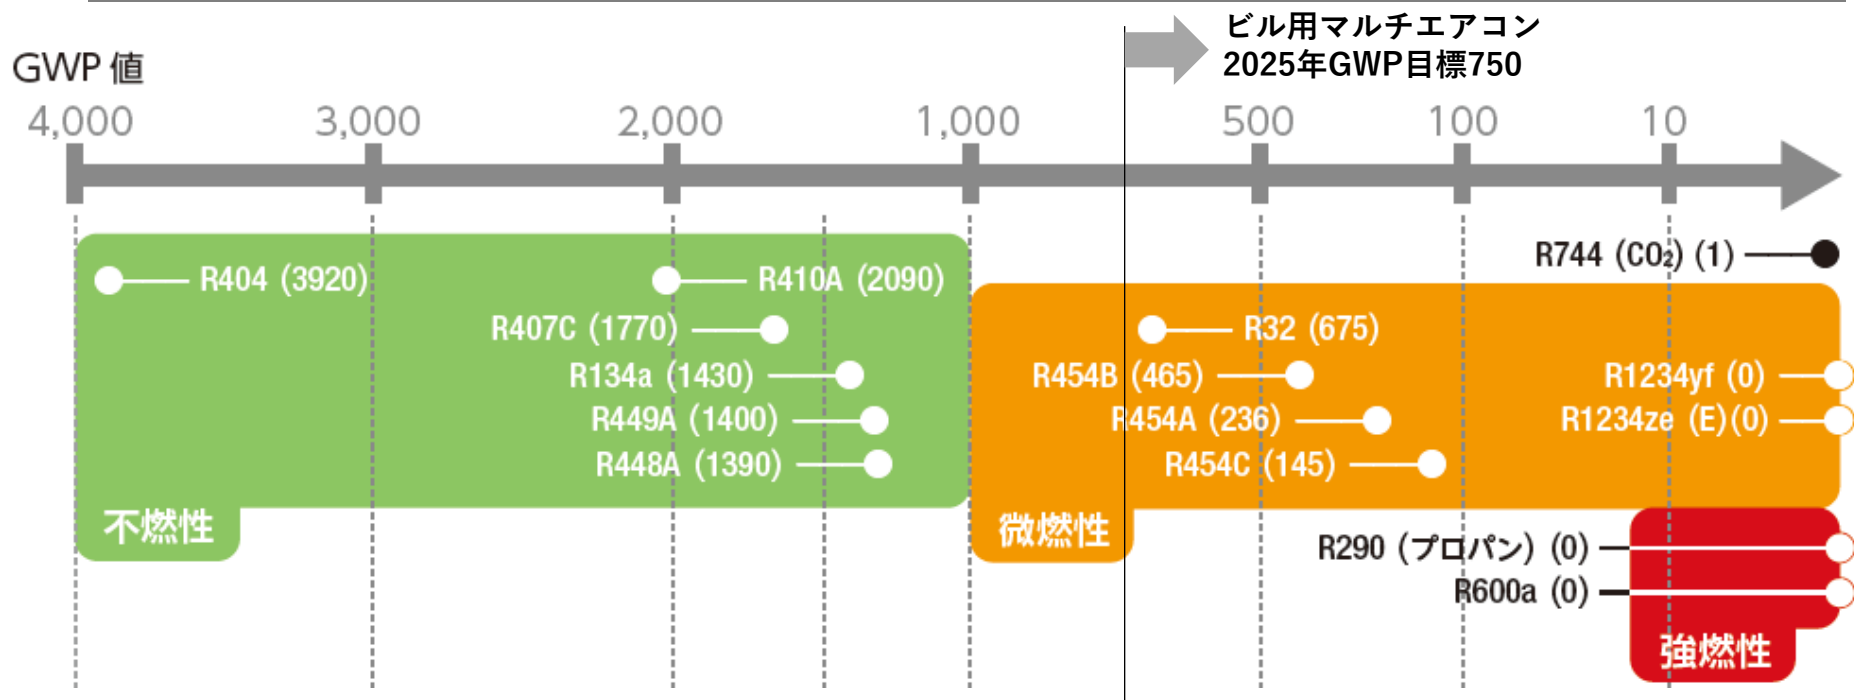 ビル用マルチエアコン
2025年GWP目標750
GWP 値
4,000 3,000 2,000 1,000 500 100 10
R744 (CO₂) (1)
R404 (3920) R410A (2090)
R407C (1770) R32 (675)
R134a (1430) R454B (465) R1234yf (0)
R449A (1400) R454A (236) R1234ze (E)(0)
R448A (1390) R454C (145)
不燃性 微燃性
R290 (プロパン) (0)
R600a (0)
強燃性